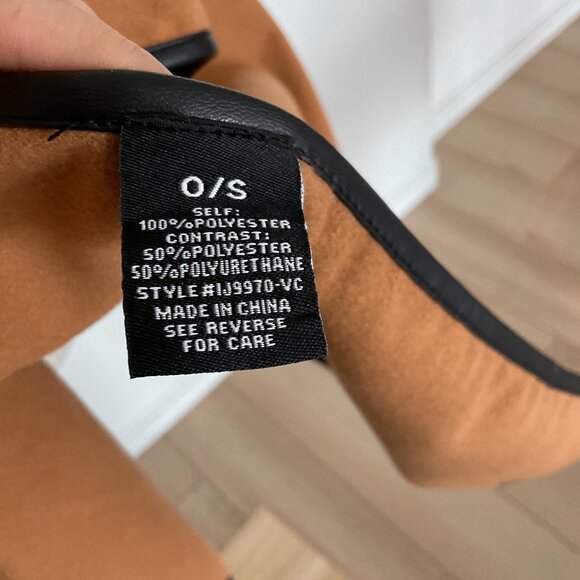 O/S
SELF:
100%POLYESTER
CONTRAST:
50%POLYESTER
50%POLYURETHANE
STYLE#IJ9970-VC
MADE IN CHINA
SEE REVERSE
FOR CARE